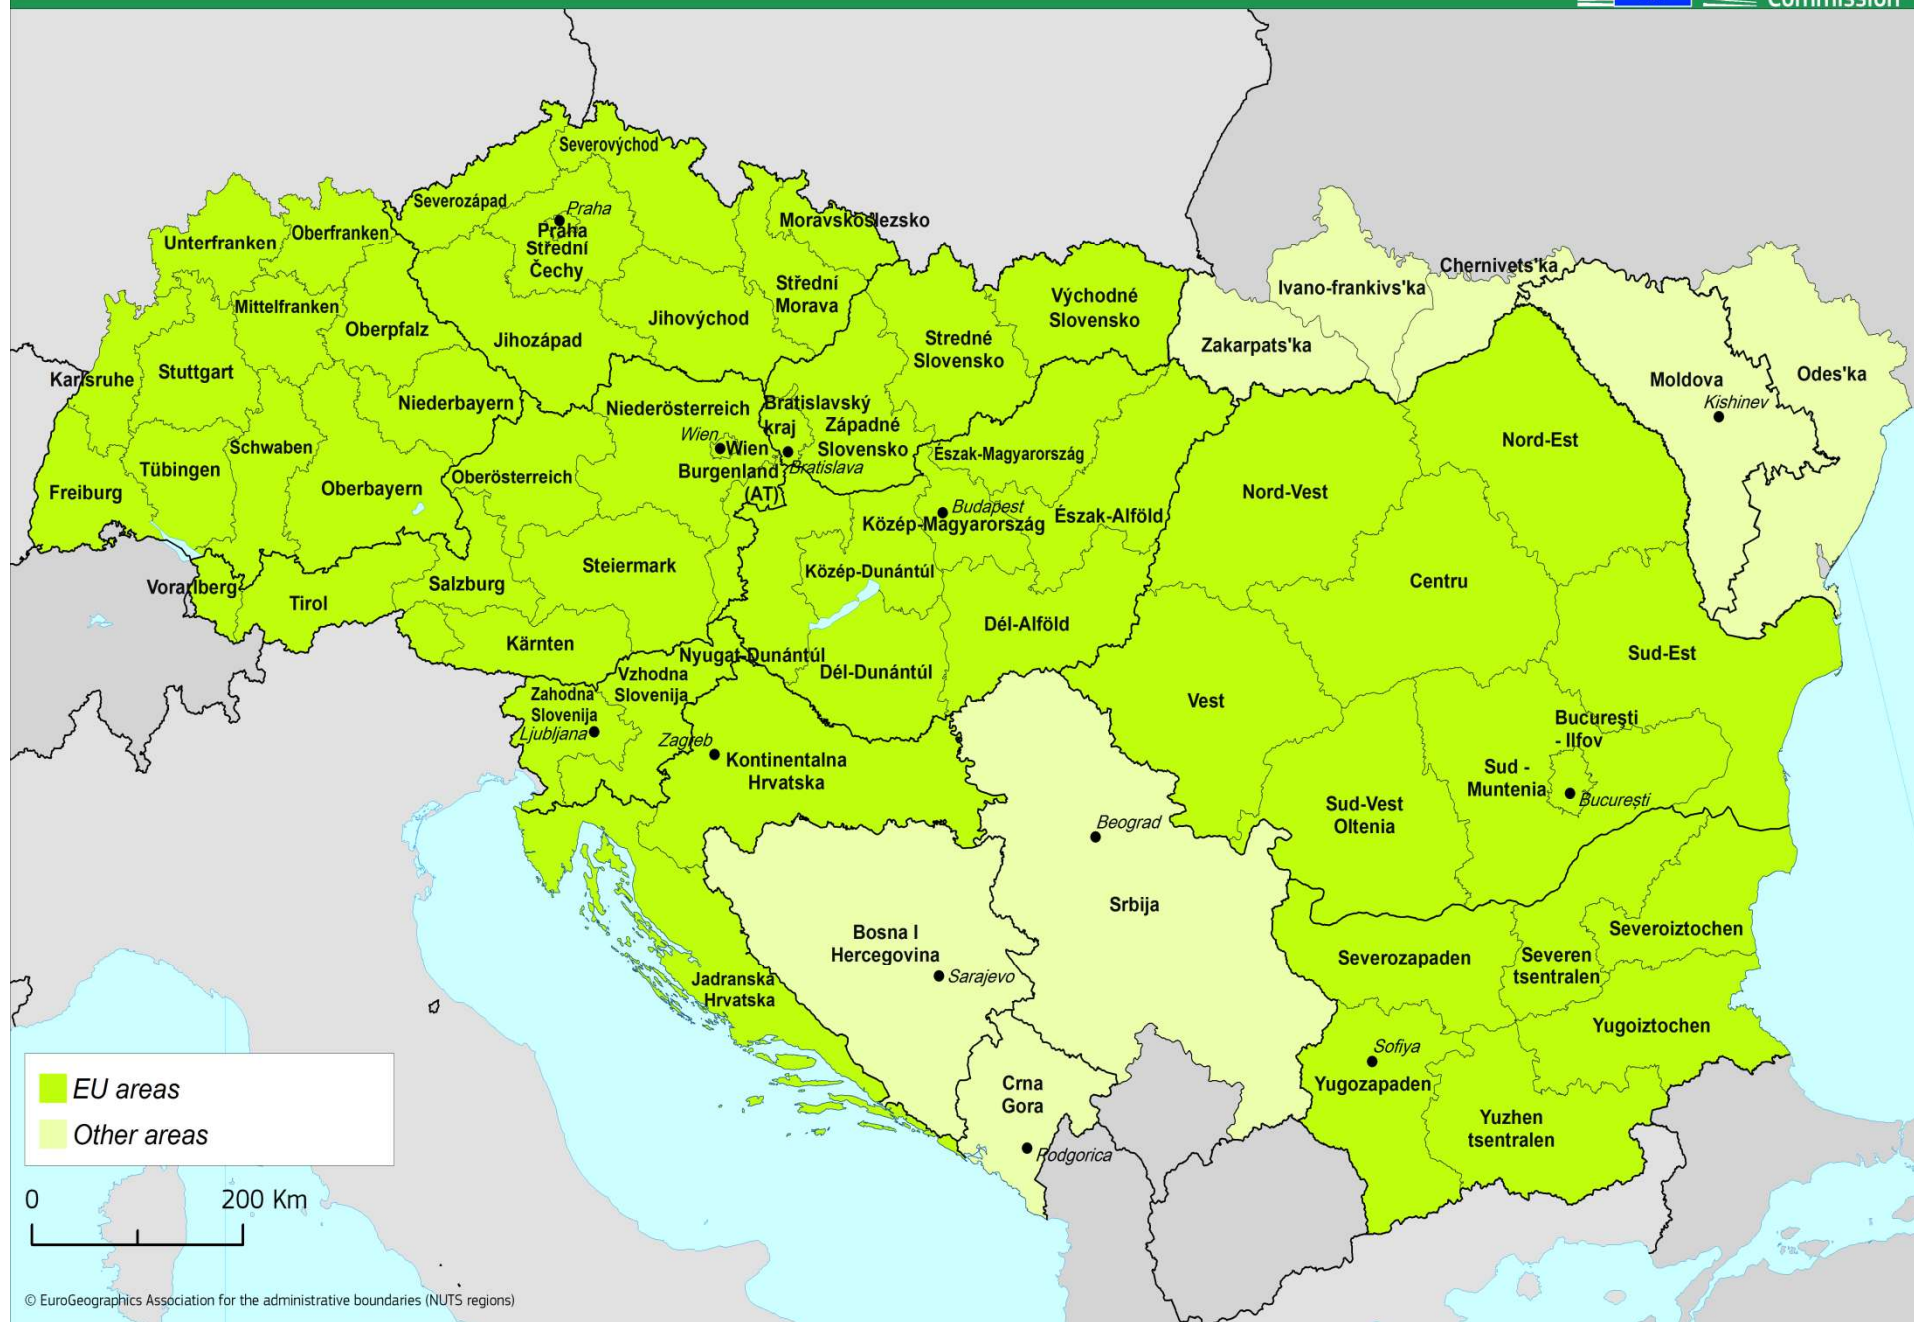 Commission
Severovýchod
Severozápad
Praha
Praha
Střední
Čechy
Moravskoslezsko
Unterfranken
Oberfranken
Mittelfranken
Oberpfalz
Jihozápad
Jihovýchod
Střední
Morava
Stredné
Slovensko
Východné
Slovensko
Zakarpats'ka
Ivano-frankivs'ka
Chernivets'ka
Moldova
Kishinev
Odes'ka
Karlsruhe
Stuttgart
Niederbayern
Niederösterreich
Wien
Wien
Bratislavský
kraj
Bratislava
Západné
Slovensko
Burgenland
(AT)
Schwaben
Tübingen
Freiburg
Oberbayern
Oberösterreich
Észak-Magyarország
Budapest
Közép-Magyarország
Észak-Alföld
Nord-Vest
Nord-Est
Vorarlberg
Tirol
Salzburg
Steiermark
Közép-Dunántúl
Centru
Kärnten
Nyugat-Dunántúl
Dél-Dunántúl
Dél-Alföld
Sud-Est
Vzhodna
Slovenija
Zahodna
Slovenija
Ljubljana
Zagreb
Kontinentalna
Hrvatska
Vest
Bucureşti
- Ilfov
Sud -
Muntenia
Bucureşti
Sud-Vest
Oltenia
Beograd
Srbija
Bosna I
Hercegovina
Sarajevo
Jadranska
Hrvatska
Severozapaden
Severen
tsentralen
Severoiztochen
Yugoiztochen
Sofiya
Yugozapaden
Yuzhen
tsentralen
Crna
Gora
Podgorica
EU areas
Other areas
0 200 Km
© EuroGeographics Association for the administrative boundaries (NUTS regions)